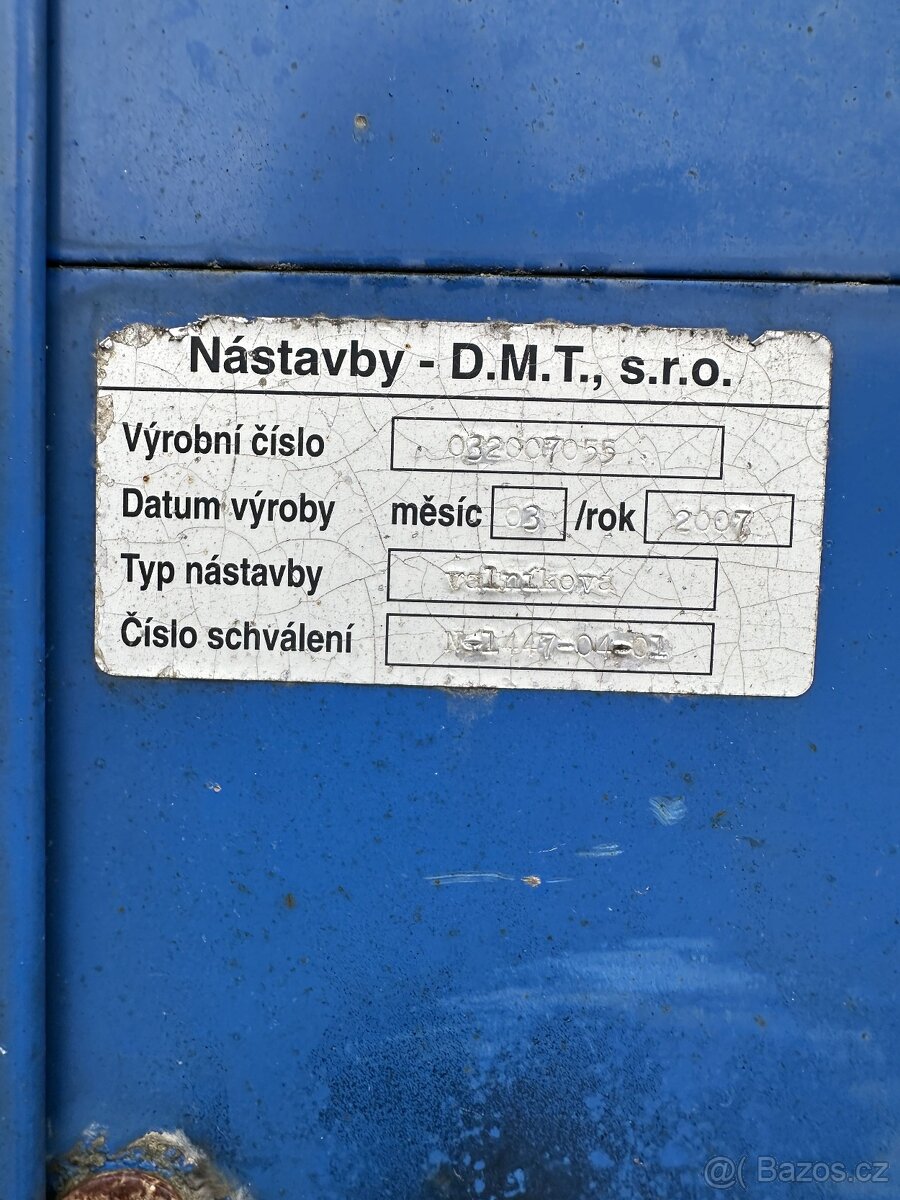 Nástavby - D.M.T., s.r.o.
Výrobní číslo 032007055
Datum výroby měsíc 03 /rok 2007
Typ nástavby valníková
Číslo schválení N-1447-04-01
@( Bazos.cz